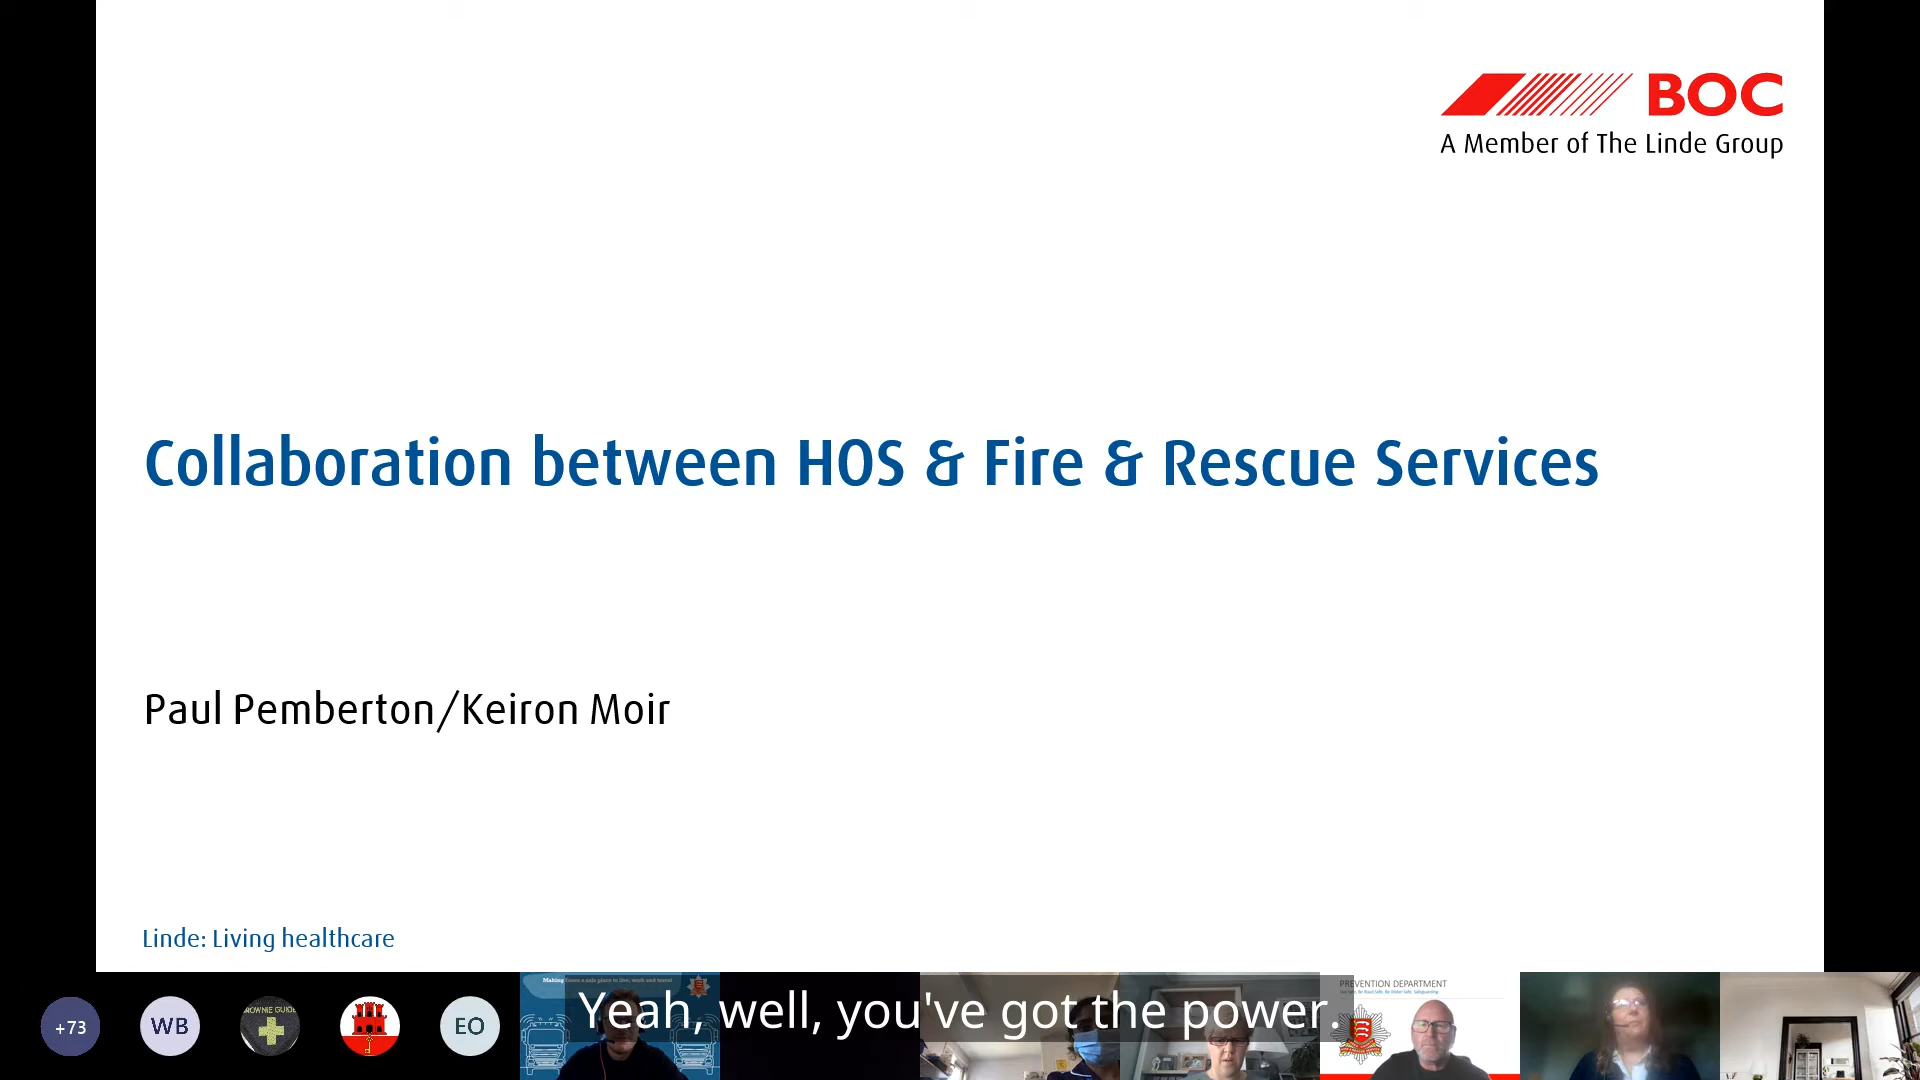 BOC
A Member of The Linde Group
Collaboration between HOS & Fire & Rescue Services
Paul Pemberton/Keiron Moir
Linde: Living healthcare
+73
WB
EO
PREVENTION DEPARTMENT
Yeah, well, you've got the power.